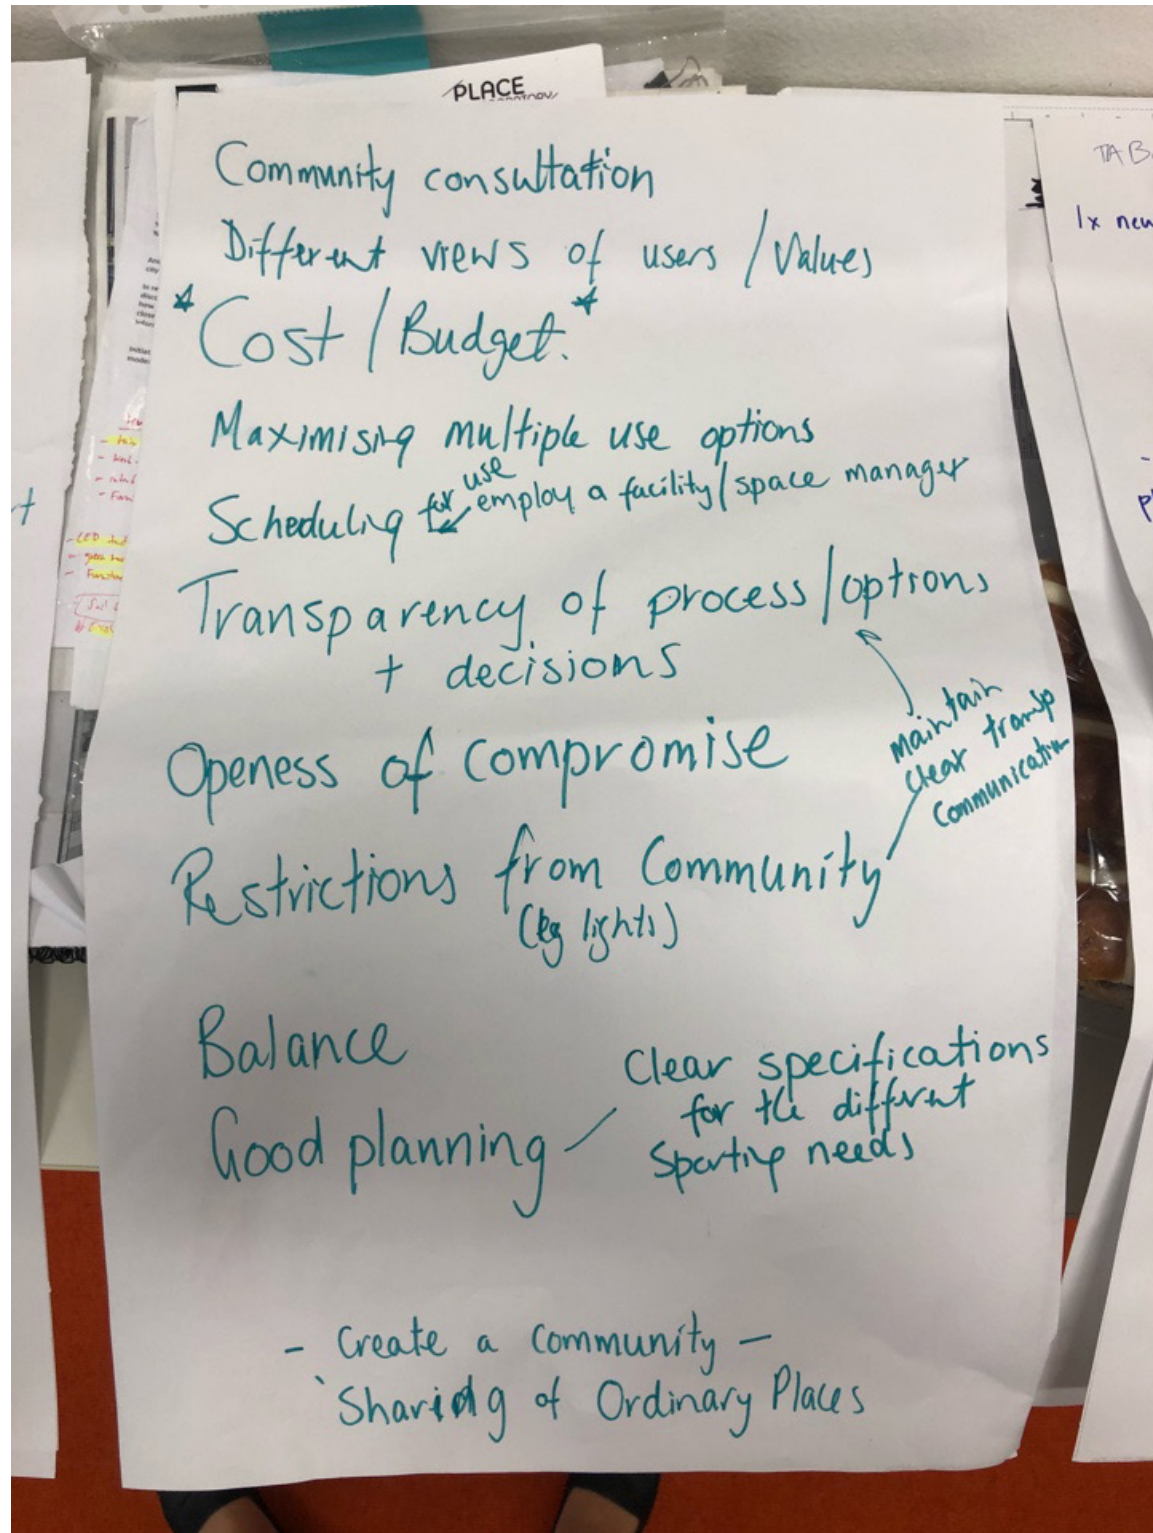 PLACE
Community consultation
Different views of users / Values
* Cost / Budget. *
Maximising multiple use options
Scheduling for use employ a facility/space manager
Transparency of process/options
+ decisions
maintain
clear transp
communication
Openess of compromise
Restrictions from Community
(eg lights)
Balance
Clear specifications
for the different
Sporting needs
Good planning
- Create a community -
Sharing of Ordinary Places
1x new